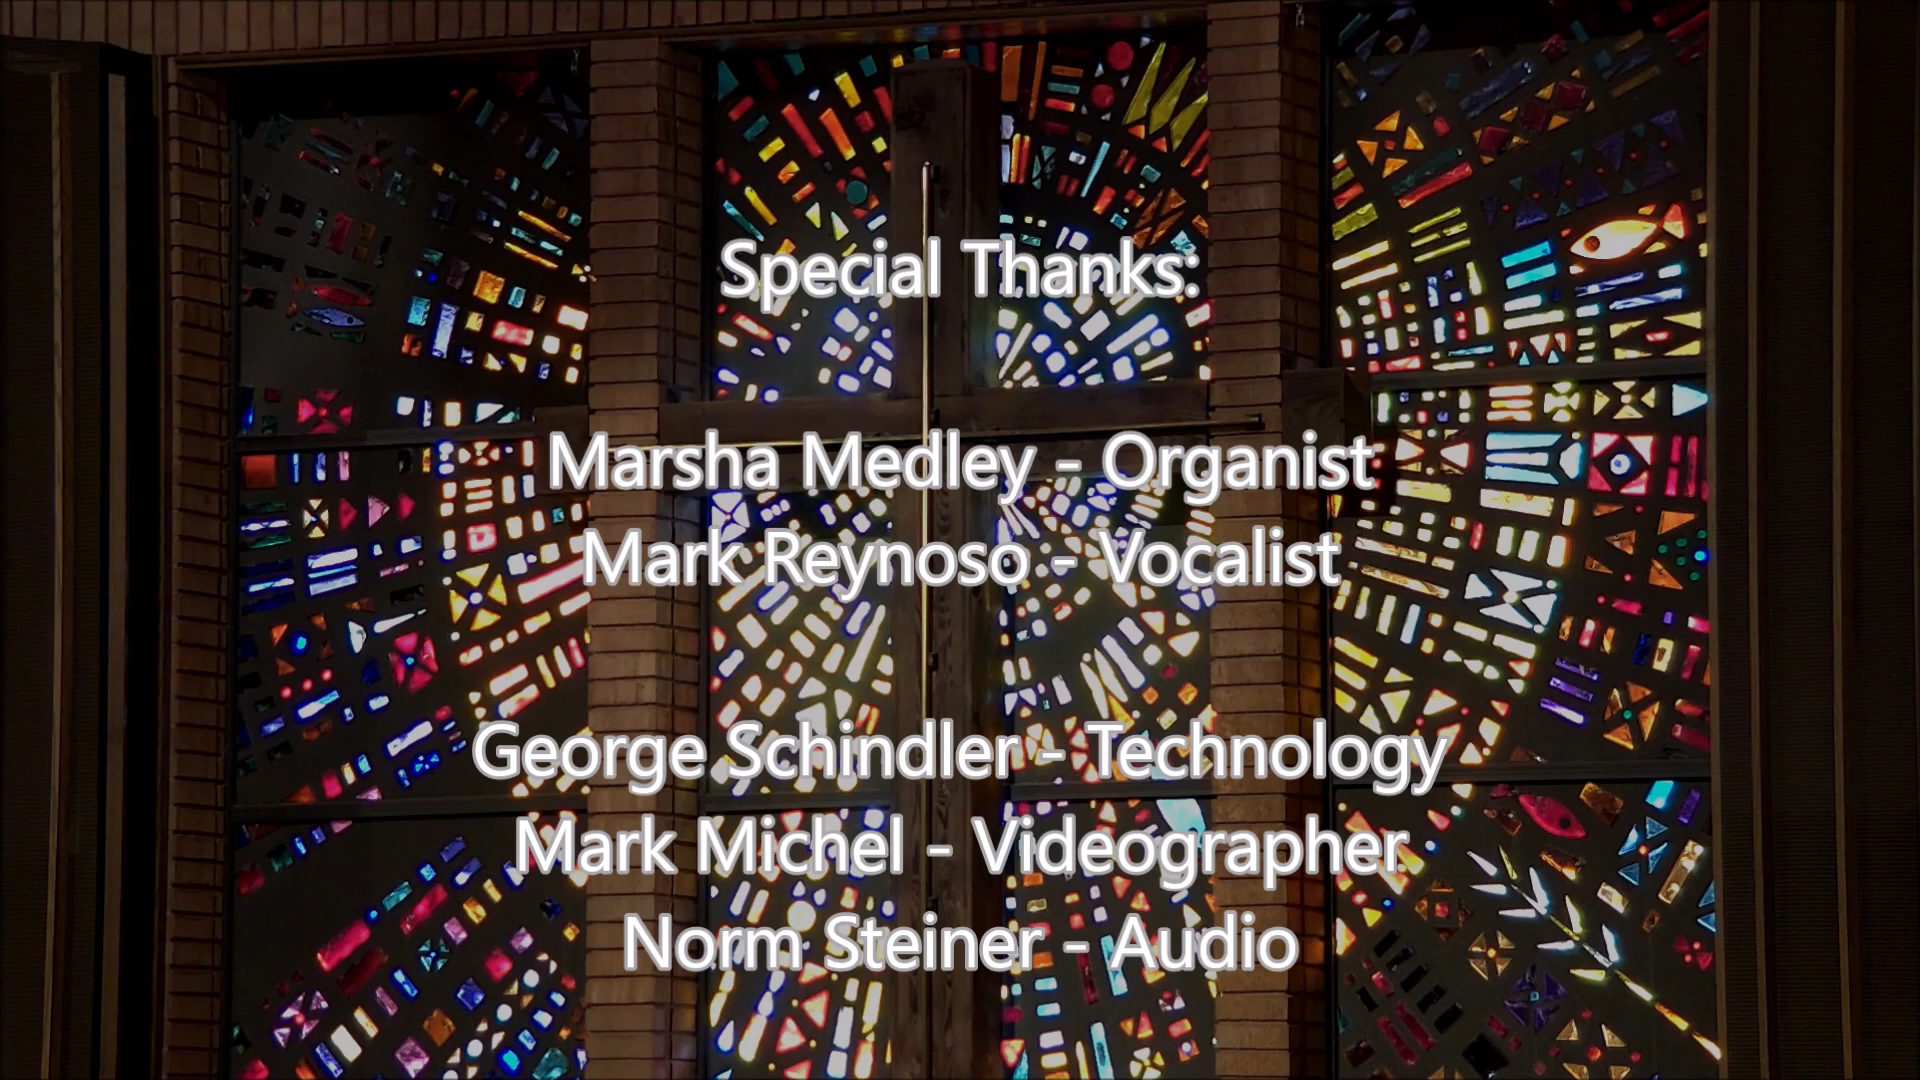 Special Thanks:
Marsha Medley - Organist
Mark Reynoso - Vocalist
George Schindler - Technology
Mark Michel - Videographer
Norm Steiner - Audio